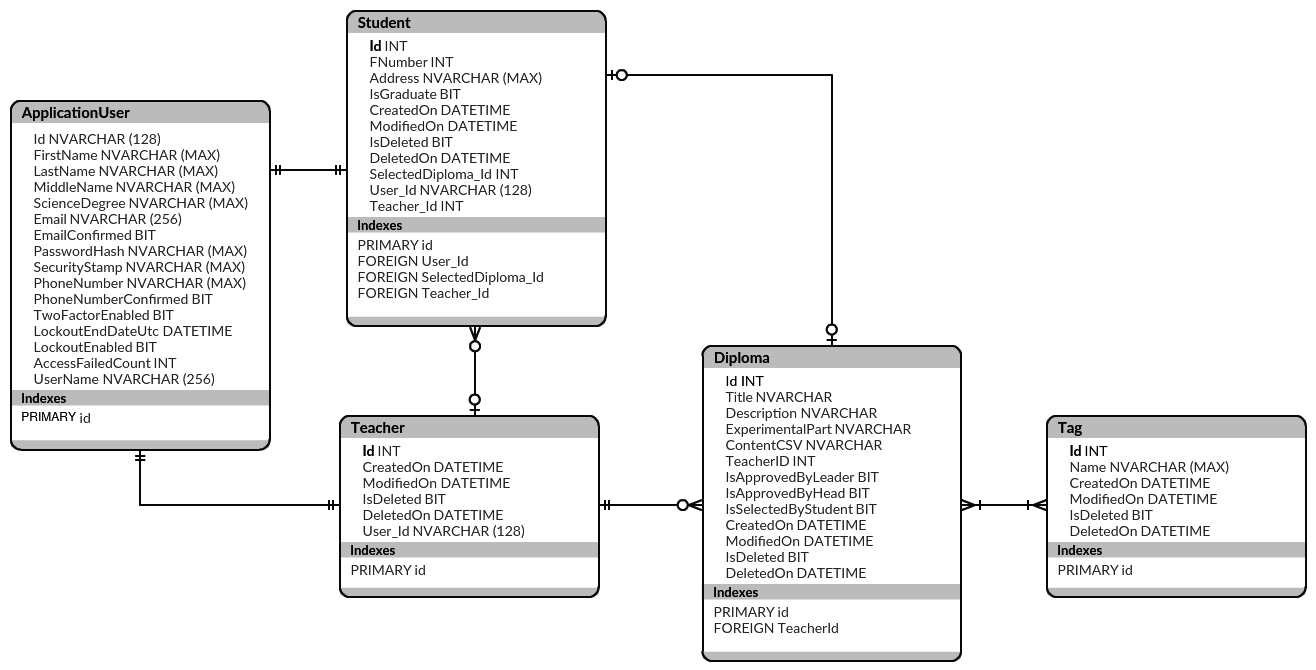 Student
Id INT
FNumber INT
Address NVARCHAR (MAX)
IsGraduate BIT
CreatedOn DATETIME
ModifiedOn DATETIME
IsDeleted BIT
DeletedOn DATETIME
SelectedDiploma_Id INT
User_Id NVARCHAR (128)
Teacher_Id INT
Indexes
PRIMARY id
FOREIGN User_Id
FOREIGN SelectedDiploma_Id
FOREIGN Teacher_Id
ApplicationUser
Id NVARCHAR (128)
FirstName NVARCHAR (MAX)
LastName NVARCHAR (MAX)
MiddleName NVARCHAR (MAX)
ScienceDegree NVARCHAR (MAX)
Email NVARCHAR (256)
EmailConfirmed BIT
PasswordHash NVARCHAR (MAX)
SecurityStamp NVARCHAR (MAX)
PhoneNumber NVARCHAR (MAX)
PhoneNumberConfirmed BIT
TwoFactorEnabled BIT
LockoutEndDateUtc DATETIME
LockoutEnabled BIT
AccessFailedCount INT
UserName NVARCHAR (256)
Indexes
PRIMARY id
Teacher
Id INT
CreatedOn DATETIME
ModifiedOn DATETIME
IsDeleted BIT
DeletedOn DATETIME
User_Id NVARCHAR (128)
Indexes
PRIMARY id
Diploma
Id INT
Title NVARCHAR
Description NVARCHAR
ExperimentalPart NVARCHAR
ContentCSV NVARCHAR
TeacherID INT
IsApprovedByLeader BIT
IsApprovedByHead BIT
IsSelectedByStudent BIT
CreatedOn DATETIME
ModifiedOn DATETIME
IsDeleted BIT
DeletedOn DATETIME
Indexes
PRIMARY id
FOREIGN TeacherId
Tag
Id INT
Name NVARCHAR (MAX)
CreatedOn DATETIME
ModifiedOn DATETIME
IsDeleted BIT
DeletedOn DATETIME
Indexes
PRIMARY id